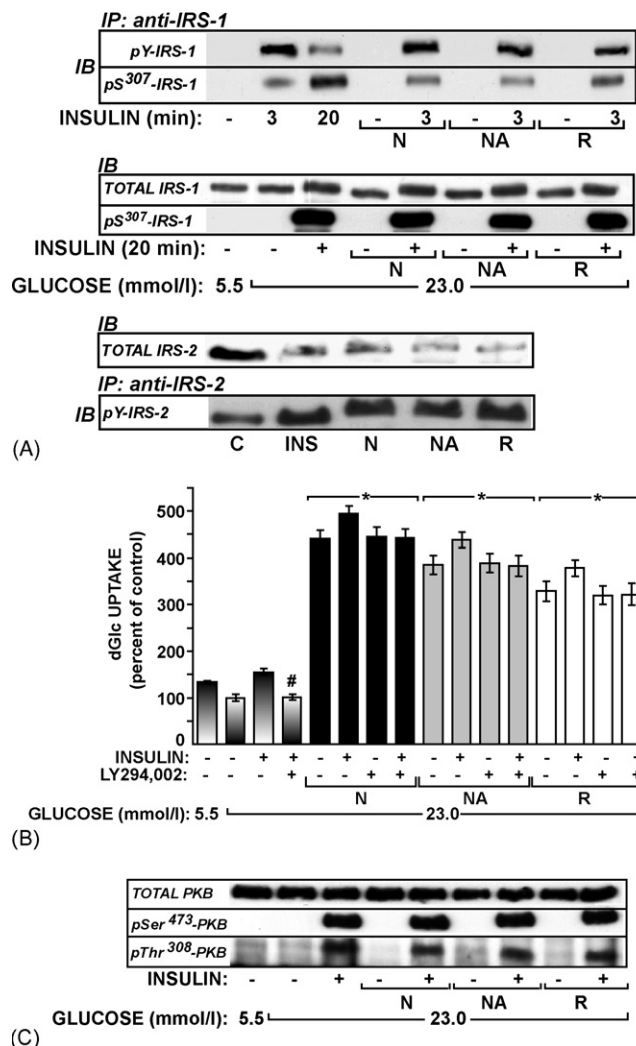 IP: anti-IRS-1
IB
pY-IRS-1
pS307-IRS-1
INSULIN (min): - 3 20 - 3 - 3 - 3
N NA R
IB
TOTAL IRS-1
pS307-IRS-1
INSULIN (20 min): - - + - + - + - +
N NA R
GLUCOSE (mmol/l): 5.5 23.0
IB
TOTAL IRS-2
IP: anti-IRS-2
IB pY-IRS-2
C INS N NA R
(A)
dGlc UPTAKE
(percent of control)
500
400
300
200
100
0
#
* * *
INSULIN: - - + + - + - + - + - + - + - +
LY294,002: - - - + - - + + - - + + - - + +
N NA R
GLUCOSE (mmol/l): 5.5 23.0
(B)
TOTAL PKB
pSer 473-PKB
pThr 308-PKB
INSULIN: - - + - + - + - +
N NA R
GLUCOSE (mmol/l): 5.5 23.0
(C)